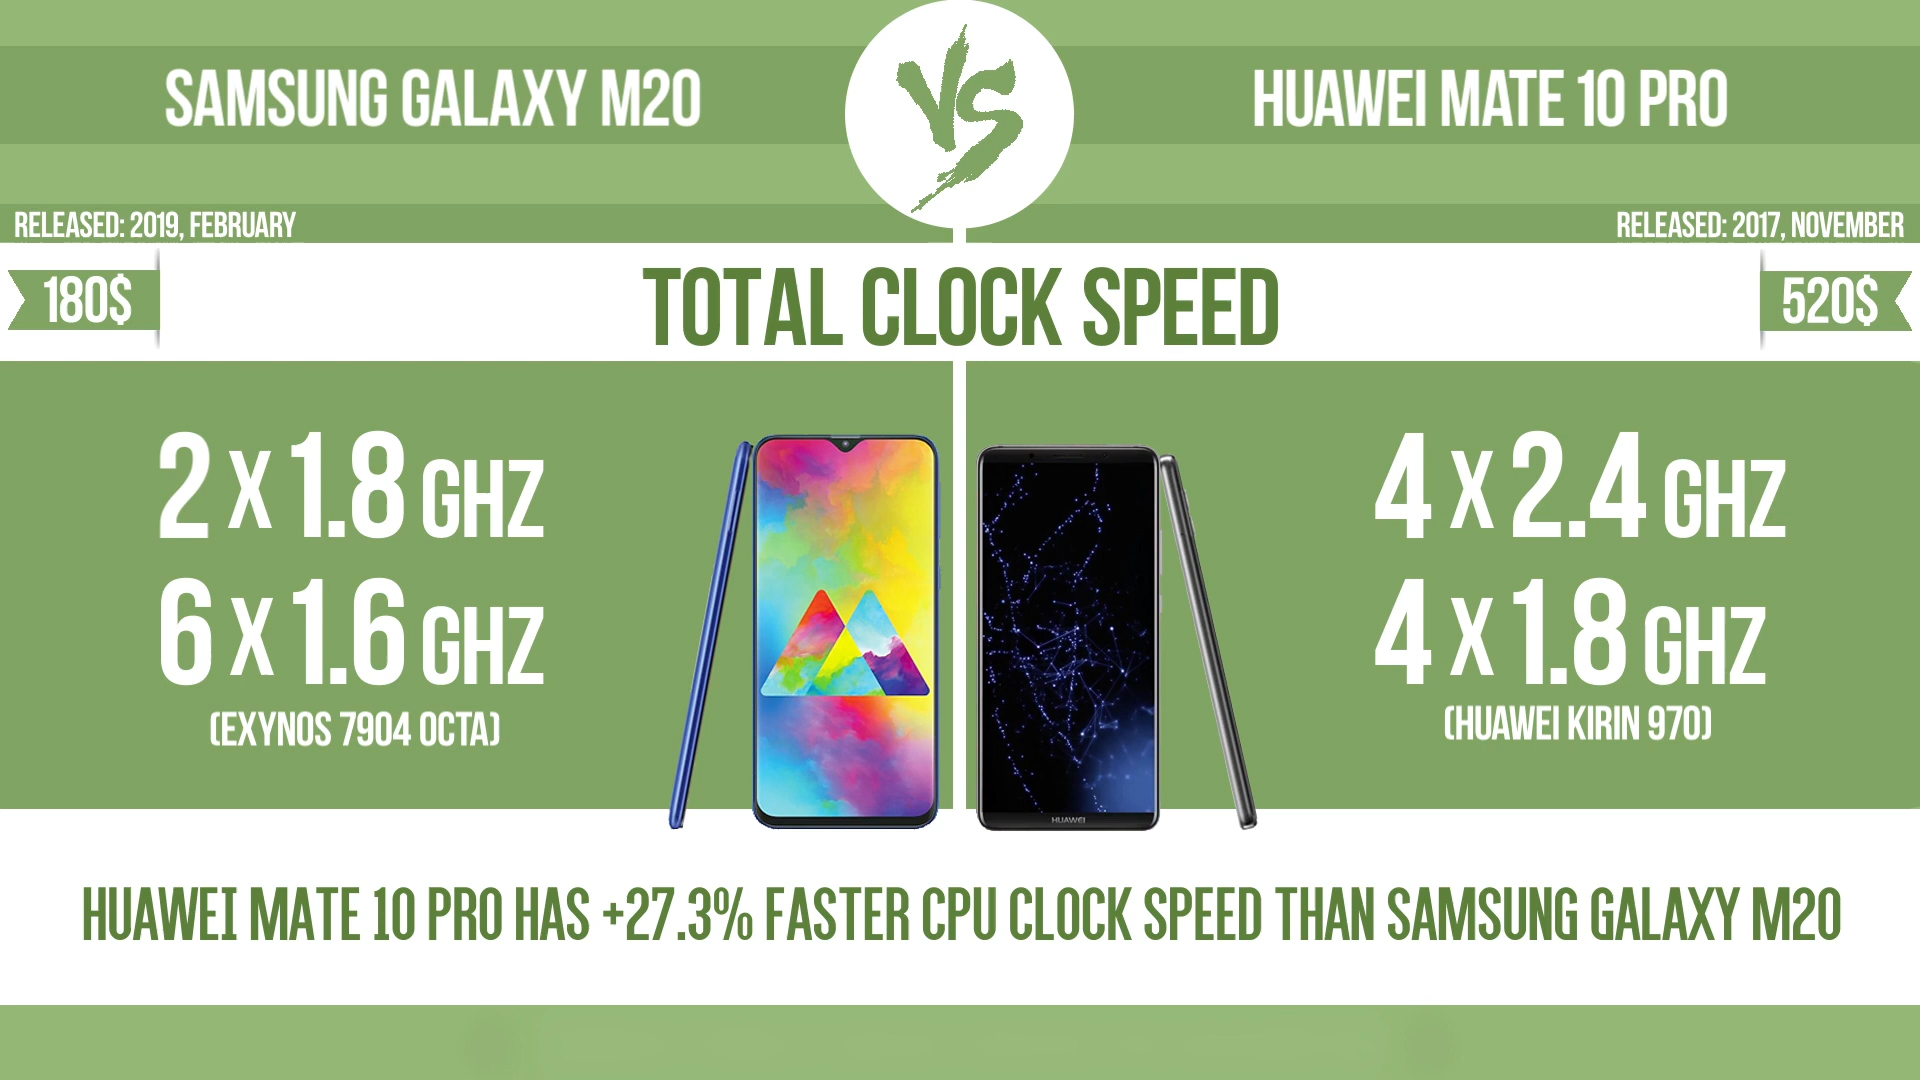 SAMSUNG GALAXY M20
VS
HUAWEI MATE 10 PRO
RELEASED: 2019, FEBRUARY
RELEASED: 2017, NOVEMBER
180$
TOTAL CLOCK SPEED
520$
2 X 1.8 GHZ
6 X 1.6 GHZ
(EXYNOS 7904 OCTA)
4 X 2.4 GHZ
4 X 1.8 GHZ
(HUAWEI KIRIN 970)
HUAWEI
HUAWEI MATE 10 PRO HAS +27.3% FASTER CPU CLOCK SPEED THAN SAMSUNG GALAXY M20